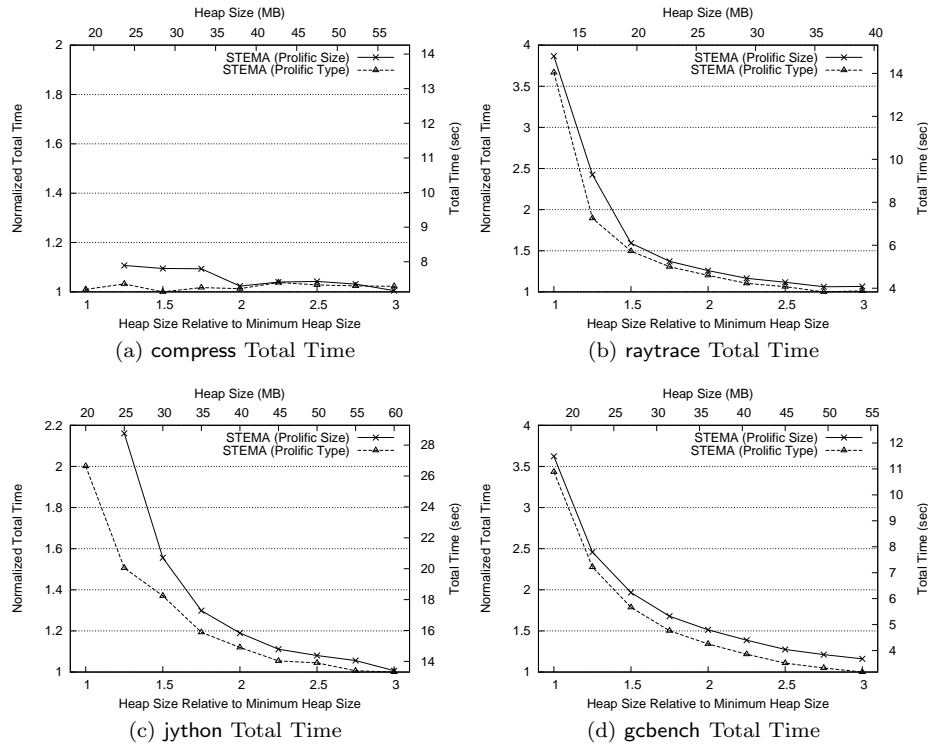 Heap Size (MB)
20 25 30 35 40 45 50 55
2
1.8
1.6
1.4
1.2
1
Normalized Total Time
STEMA (Prolific Size)
STEMA (Prolific Type)
14
13
12
11
10
9
8
Total Time (sec)
1 1.5 2 2.5 3
Heap Size Relative to Minimum Heap Size
(a) compress Total Time
Heap Size (MB)
15 20 25 30 35 40
4
3.5
3
2.5
2
1.5
1
Normalized Total Time
STEMA (Prolific Size)
STEMA (Prolific Type)
14
12
10
8
6
4
Total Time (sec)
1 1.5 2 2.5 3
Heap Size Relative to Minimum Heap Size
(b) raytrace Total Time
Heap Size (MB)
20 25 30 35 40 45 50 55 60
2.2
2
1.8
1.6
1.4
1.2
1
Normalized Total Time
STEMA (Prolific Size)
STEMA (Prolific Type)
28
26
24
22
20
18
16
14
Total Time (sec)
1 1.5 2 2.5 3
Heap Size Relative to Minimum Heap Size
(c) jython Total Time
Heap Size (MB)
20 25 30 35 40 45 50 55
4
3.5
3
2.5
2
1.5
1
Normalized Total Time
STEMA (Prolific Size)
STEMA (Prolific Type)
12
11
10
9
8
7
6
5
4
Total Time (sec)
1 1.5 2 2.5 3
Heap Size Relative to Minimum Heap Size
(d) gcbench Total Time